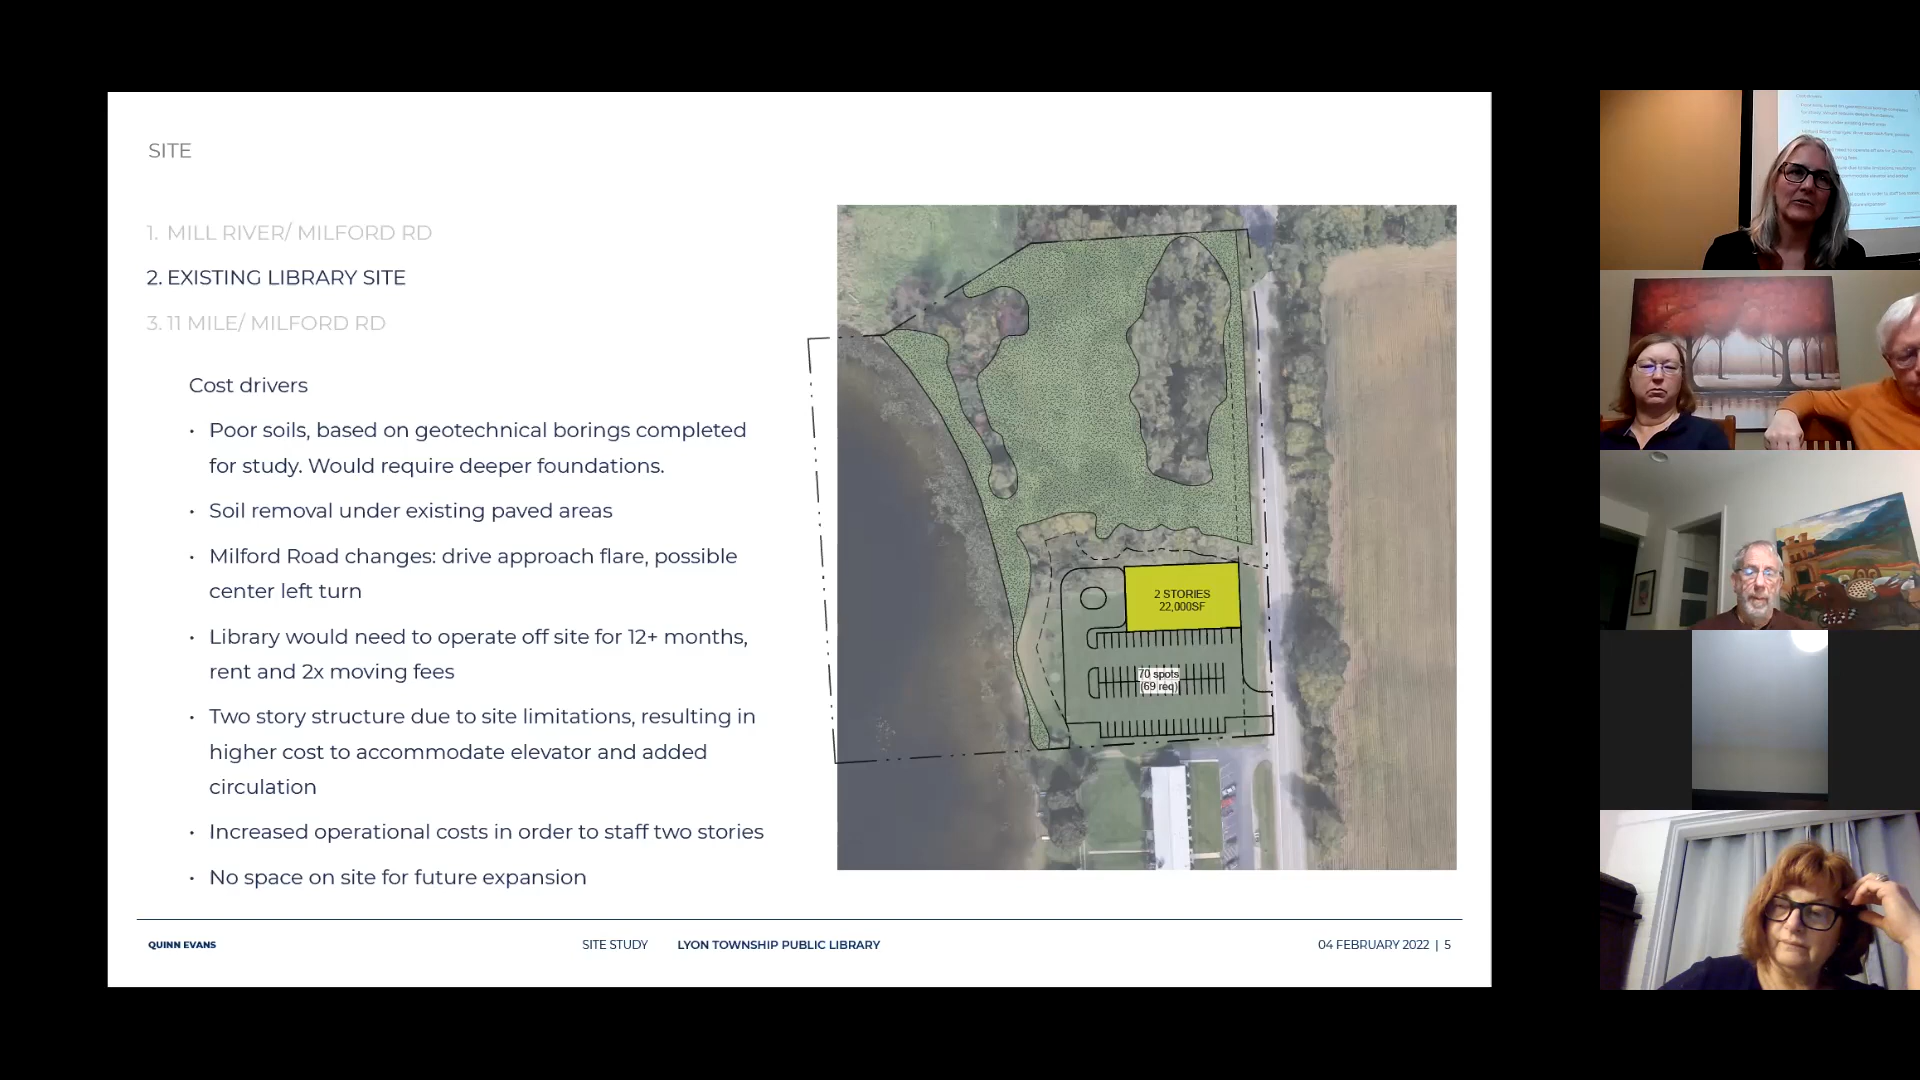 SITE
1. MILL RIVER/ MILFORD RD
2. EXISTING LIBRARY SITE
3. 11 MILE/ MILFORD RD
Cost drivers
• Poor soils, based on geotechnical borings completed
for study. Would require deeper foundations.
• Soil removal under existing paved areas
• Milford Road changes: drive approach flare, possible
center left turn
• Library would need to operate off site for 12+ months,
rent and 2x moving fees
• Two story structure due to site limitations, resulting in
higher cost to accommodate elevator and added
circulation
• Increased operational costs in order to staff two stories
• No space on site for future expansion
2 STORIES
22,000SF
70 spots
(69 req)
QUINN EVANS
SITE STUDY LYON TOWNSHIP PUBLIC LIBRARY
04 FEBRUARY 2022 | 5